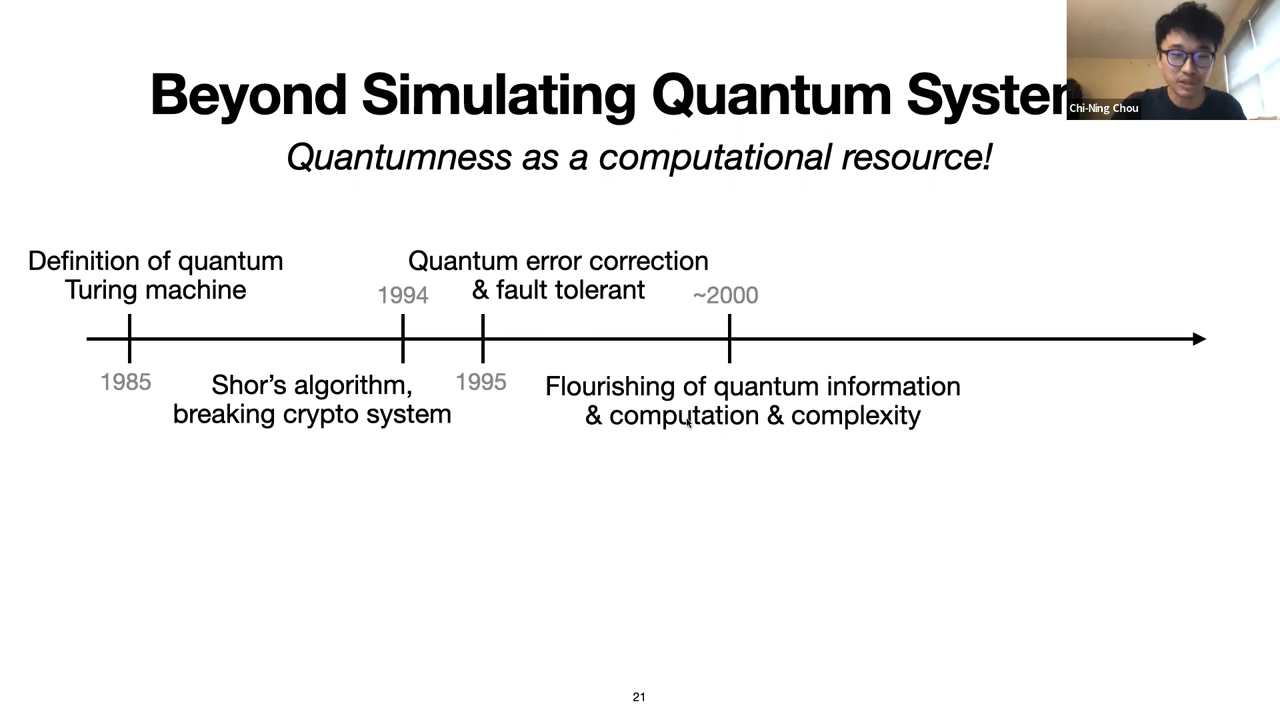 Beyond Simulating Quantum System
Chi-Ning Chou
Quantumness as a computational resource!
Definition of quantum
Turing machine
Quantum error correction
& fault tolerant
1994
~2000
1985
Shor's algorithm,
breaking crypto system
1995
Flourishing of quantum information
& computation & complexity
21